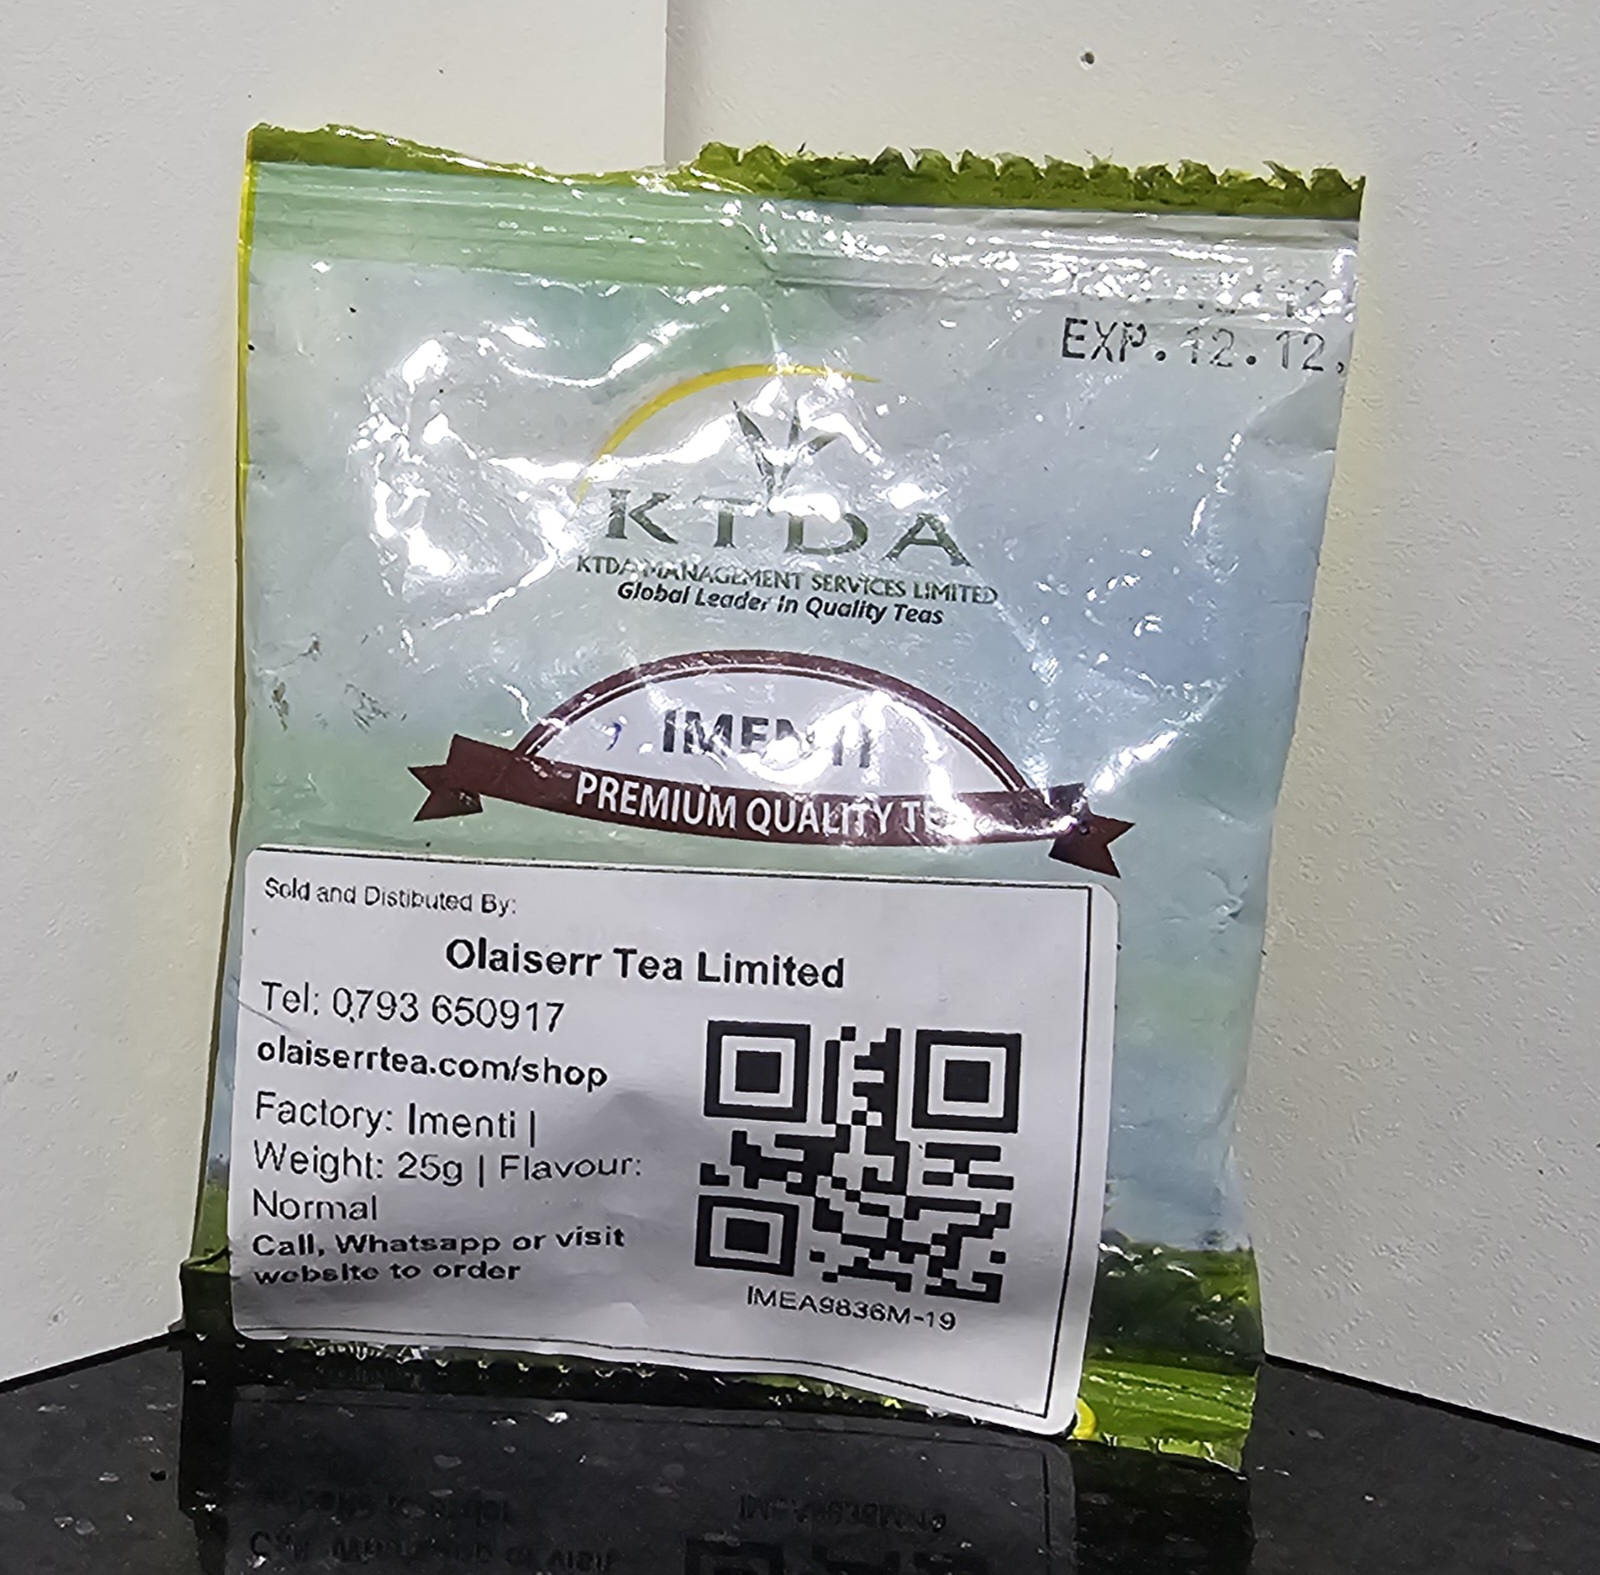 EXP. 12.12.
KTDA
KTDA MANAGEMENT SERVICES LIMITED
Global Leader in Quality Teas
IMENTI
PREMIUM QUALITY
Sold and Distibuted By:
Olaiserr Tea Limited
Tel: 0793 650917
olaiserrtea.com/shop
Factory: Imenti |
Weight: 25g | Flavour:
Normal
Call, Whatsapp or visit
website to order
IMEA9836M-19